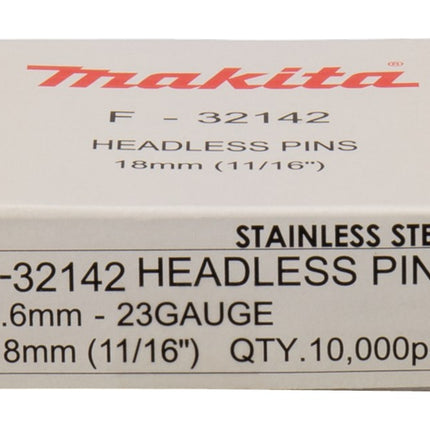 makita
F - 32142
HEADLESS PINS
18mm (11/16")
STAINLESS STE
-32142 HEADLESS PIN
.6mm - 23GAUGE
8mm (11/16") QTY.10,000p